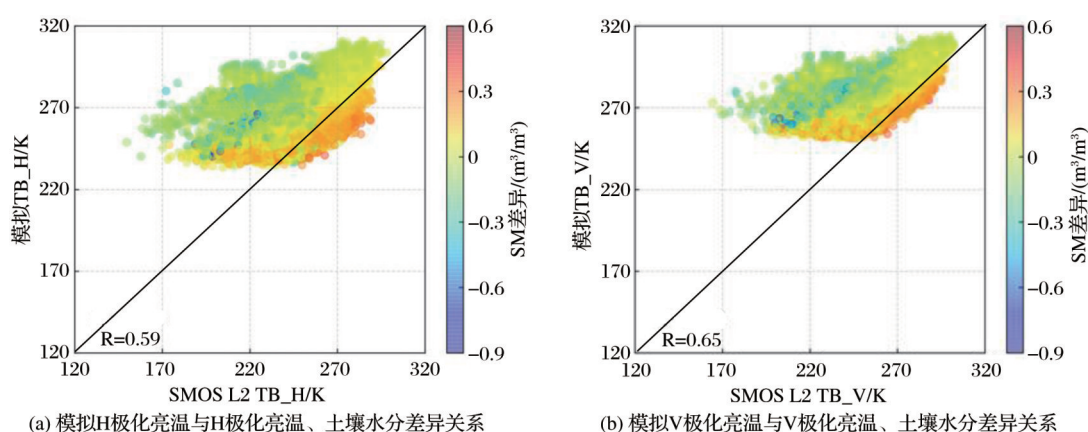 320
270
220
170
120
模拟TB_H/K
R=0.59
120 170 220 270 320
SMOS L2 TB_H/K
0.6
0.3
0
−0.3
−0.6
−0.9
SM差异/(m³/m³)
(a) 模拟H极化亮温与H极化亮温、土壤水分差异关系
320
270
220
170
120
模拟TB_V/K
R=0.65
120 170 220 270 320
SMOS L2 TB_V/K
0.6
0.3
0
−0.3
−0.6
−0.9
SM差异/(m³/m³)
(b) 模拟V极化亮温与V极化亮温、土壤水分差异关系